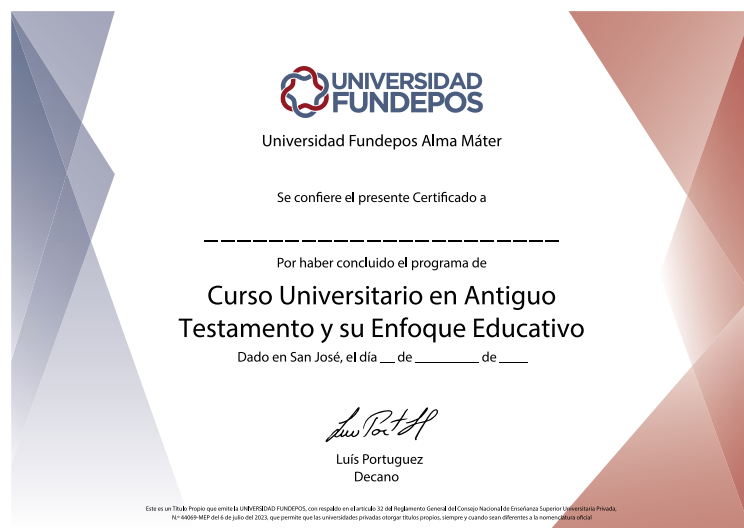 UNIVERSIDAD
FUNDEPOS
Universidad Fundepos Alma Máter
Se confiere el presente Certificado a
_______________________
Por haber concluido el programa de
Curso Universitario en Antiguo
Testamento y su Enfoque Educativo
Dado en San José, el día __ de _________ de ____
Luís Portuguez
Decano
Este es un Título Propio que emite la UNIVERSIDAD FUNDEPOS, con respaldo en el artículo 32 del Reglamento General del Consejo Nacional de Enseñanza Superior Universitaria Privada,
N.º 44069-MEP del 6 de julio del 2023, que permite que las universidades privadas otorgar títulos propios, siempre y cuando sean diferentes a la nomenclatura oficial